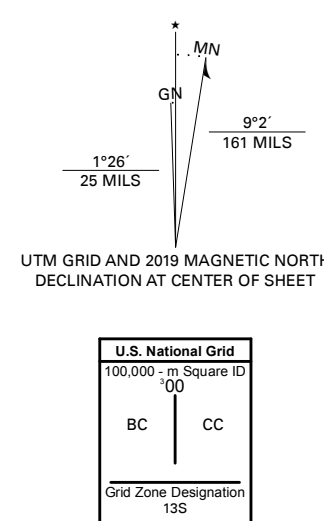 ★
MN
GN
9°2´
161 MILS
1°26´
25 MILS
UTM GRID AND 2019 MAGNETIC NORTH
DECLINATION AT CENTER OF SHEET
U.S. National Grid
100,000 - m Square ID
³00
BC CC
Grid Zone Designation
13S